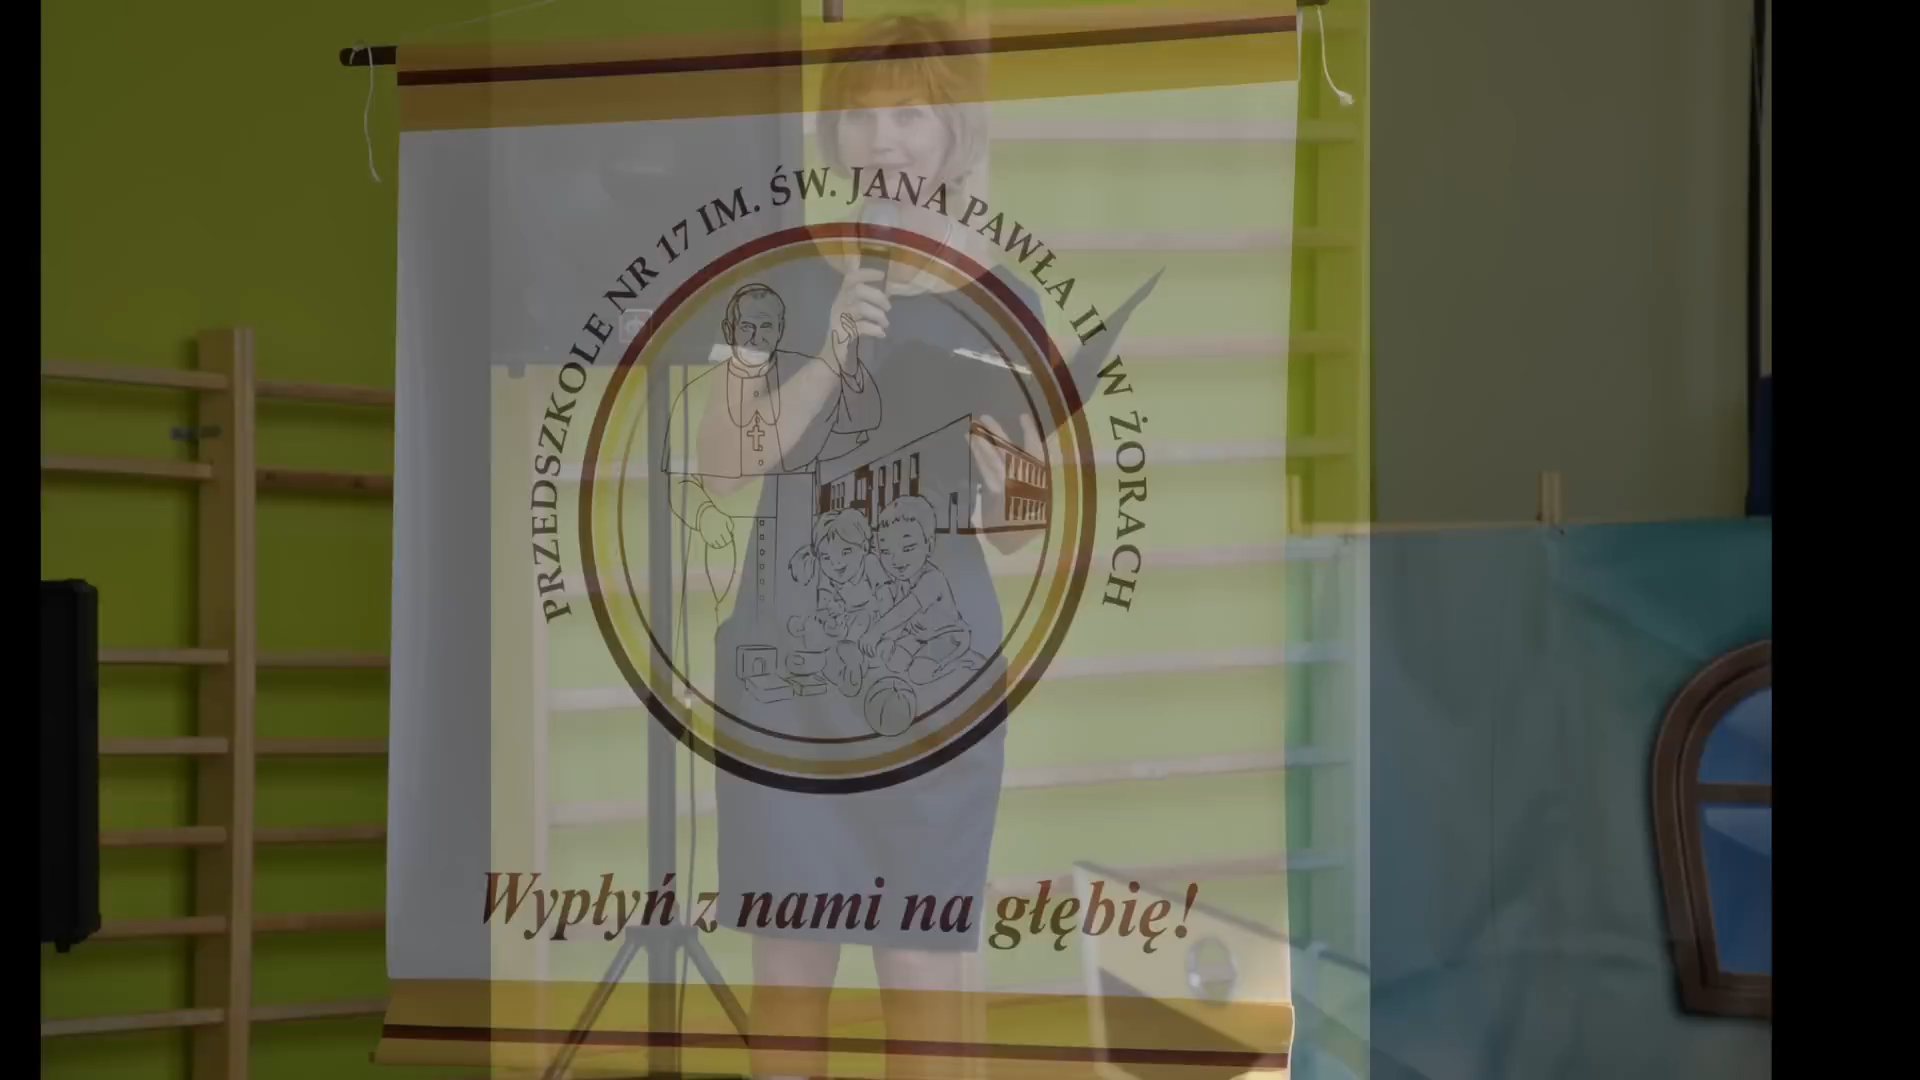 PRZEDSZKOLE NR 17 IM. ŚW. JANA PAWŁA II W ŻORACH
Wypłyń z nami na głębię!